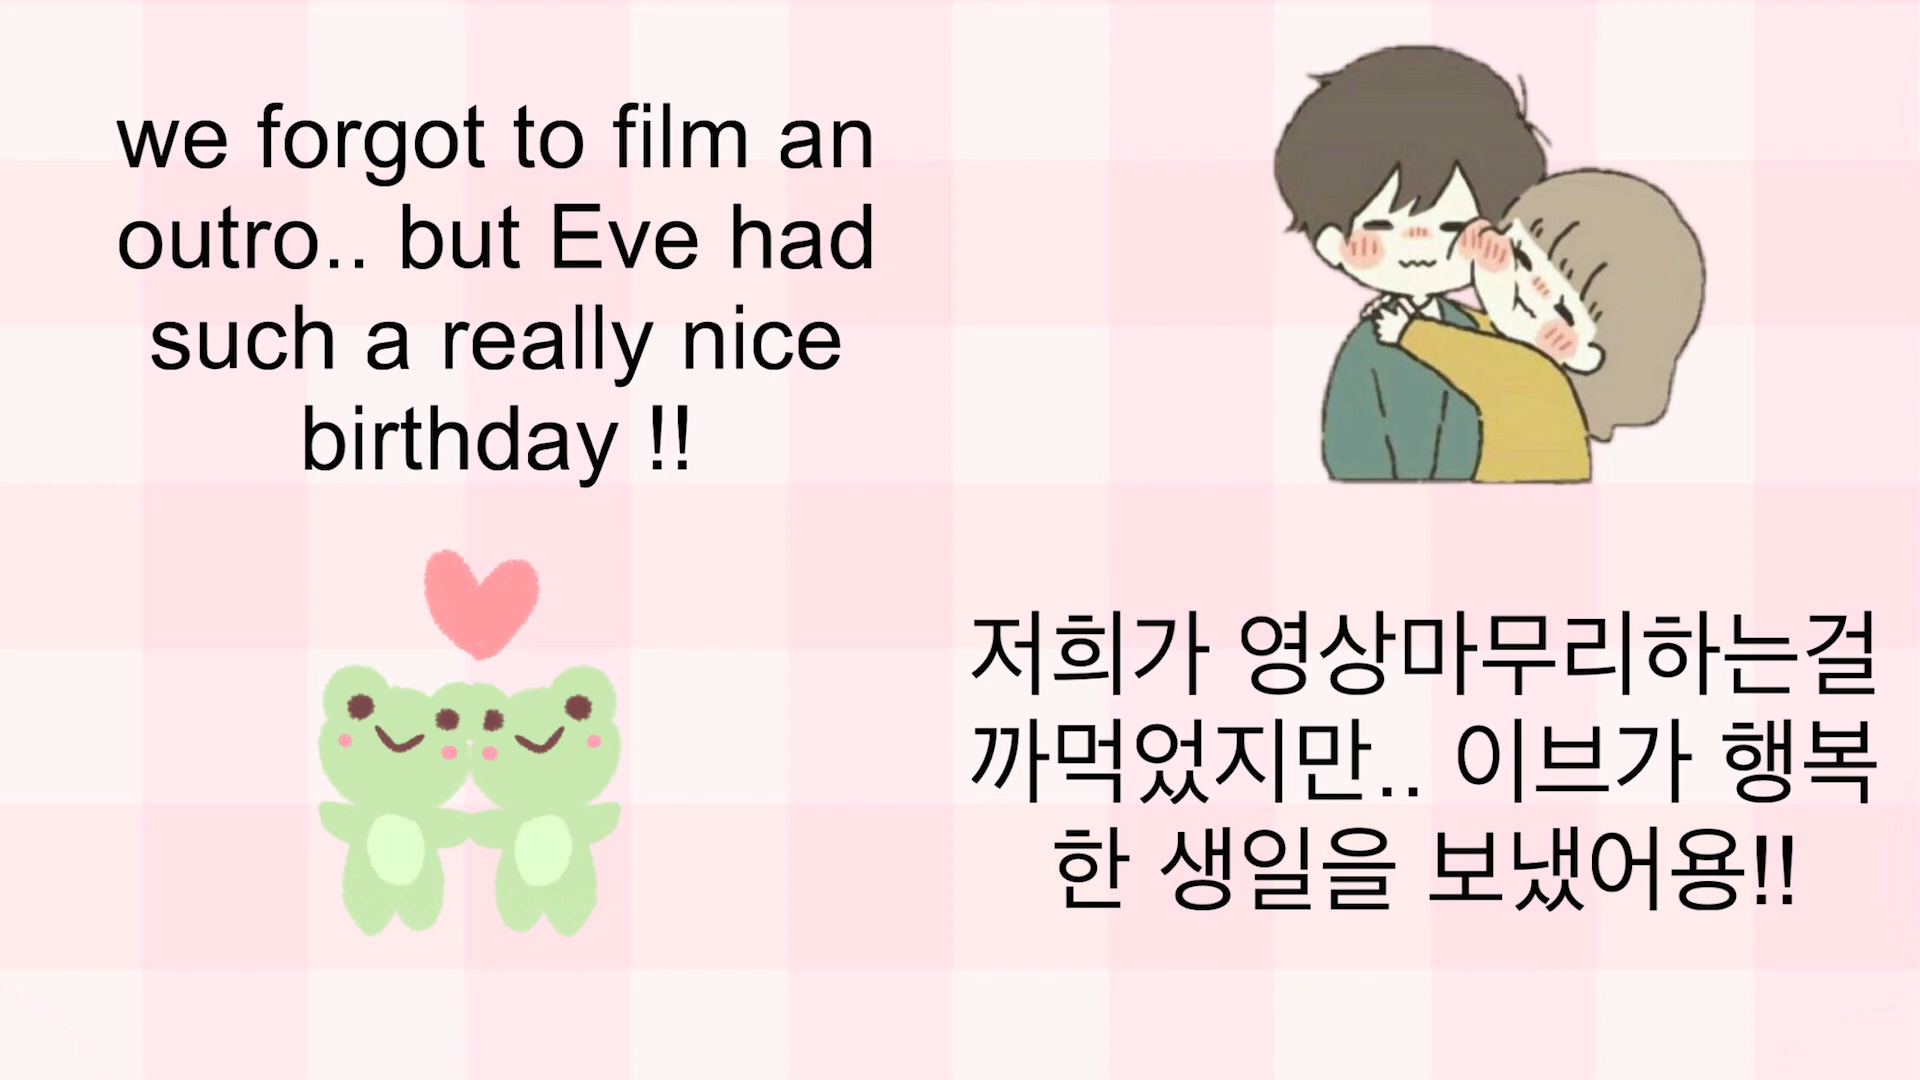 we forgot to film an
outro.. but Eve had
such a really nice
birthday !!
저희가 영상마무리하는걸
까먹었지만.. 이브가 행복
한 생일을 보냈어용!!